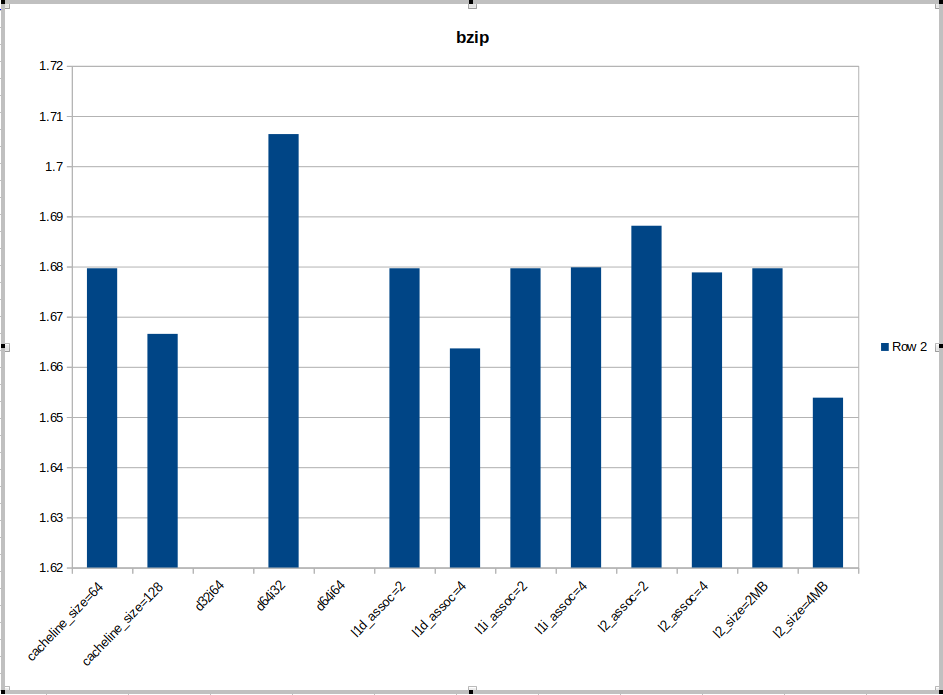 bzip
1.72
1.71
1.7
1.69
1.68
1.67
1.66
1.65
1.64
1.63
1.62
cacheline_size=64
cacheline_size=128
d32i64
d64i32
d64i64
l1d_assoc=2
l1d_assoc=4
l1i_assoc=2
l1i_assoc=4
l2_assoc=2
l2_assoc=4
l2_size=2MB
l2_size=4MB
Row 2